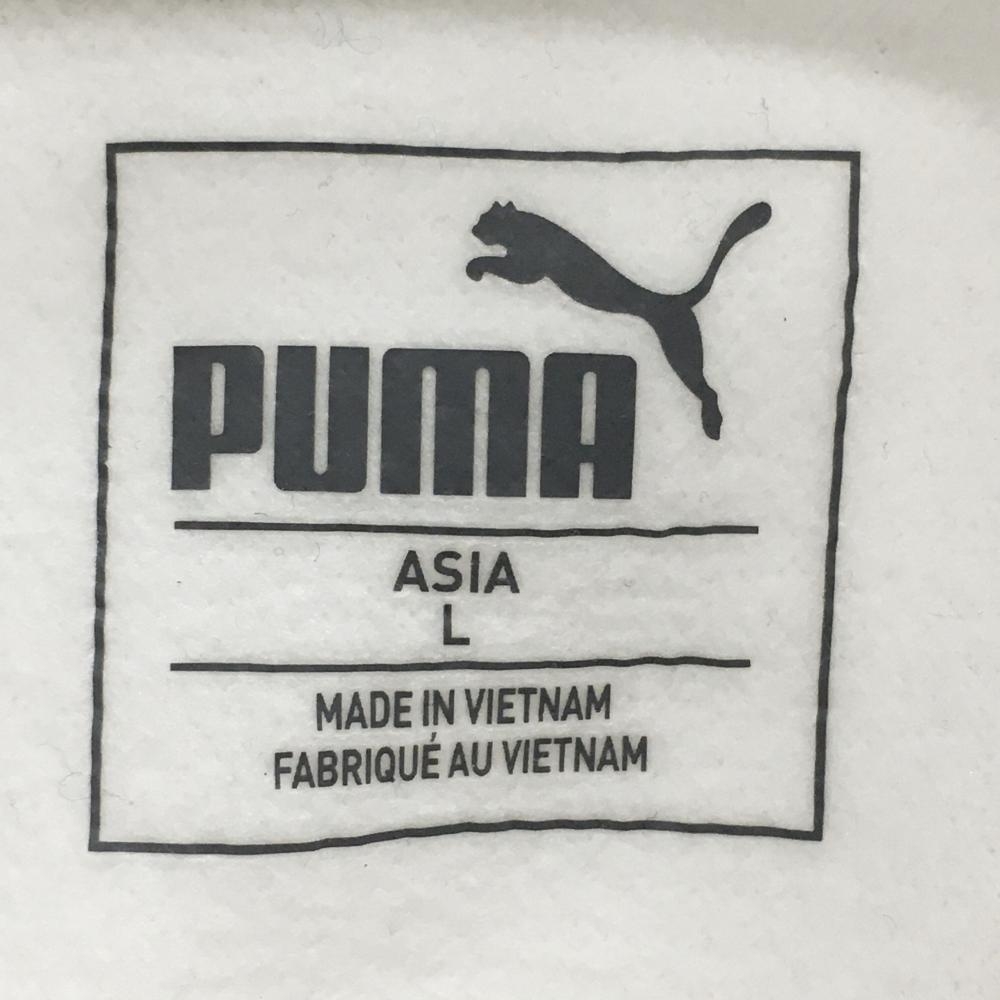 PUMA
ASIA
L
MADE IN VIETNAM
FABRIQUÉ AU VIETNAM